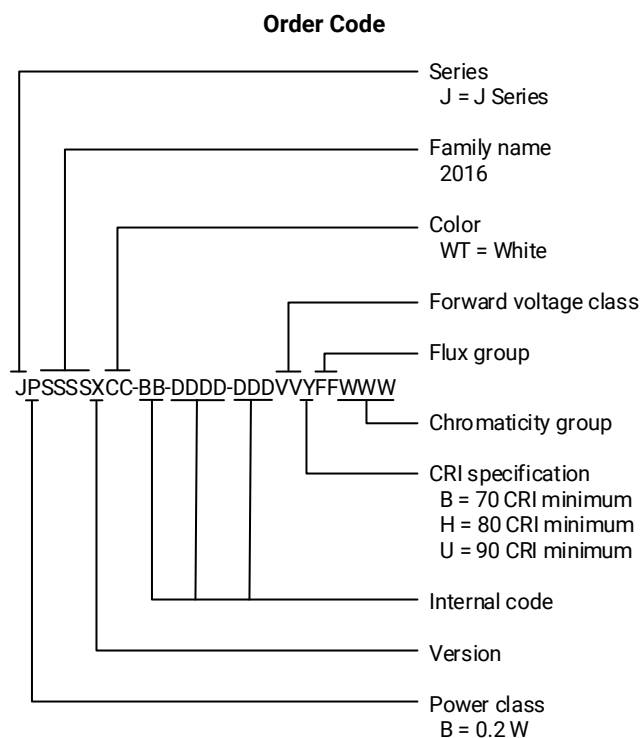 Order Code
Series
J = J Series
Family name
2016
Color
WT = White
Forward voltage class
Flux group
JPSSSSXCC-BB-DDDD-DDDVVYFFWWW
Chromaticity group
CRI specification
B = 70 CRI minimum
H = 80 CRI minimum
U = 90 CRI minimum
Internal code
Version
Power class
B = 0.2 W